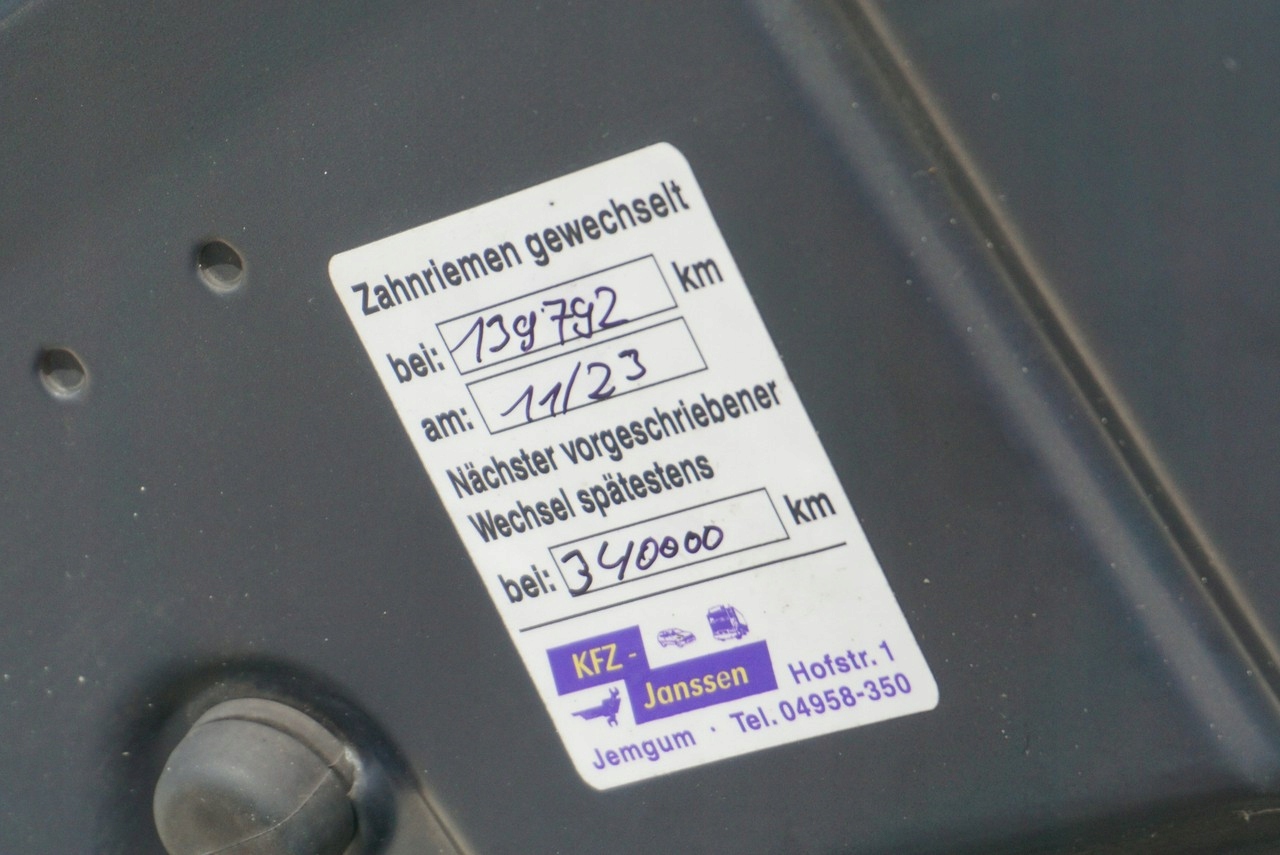 Zahnriemen gewechselt
bei: 139792 km
am: 11/23
Nächster vorgeschriebener
Wechsel spätestens
bei: 340000 km
KFZ -
Janssen Hofstr. 1
Jemgum · Tel. 04958-350